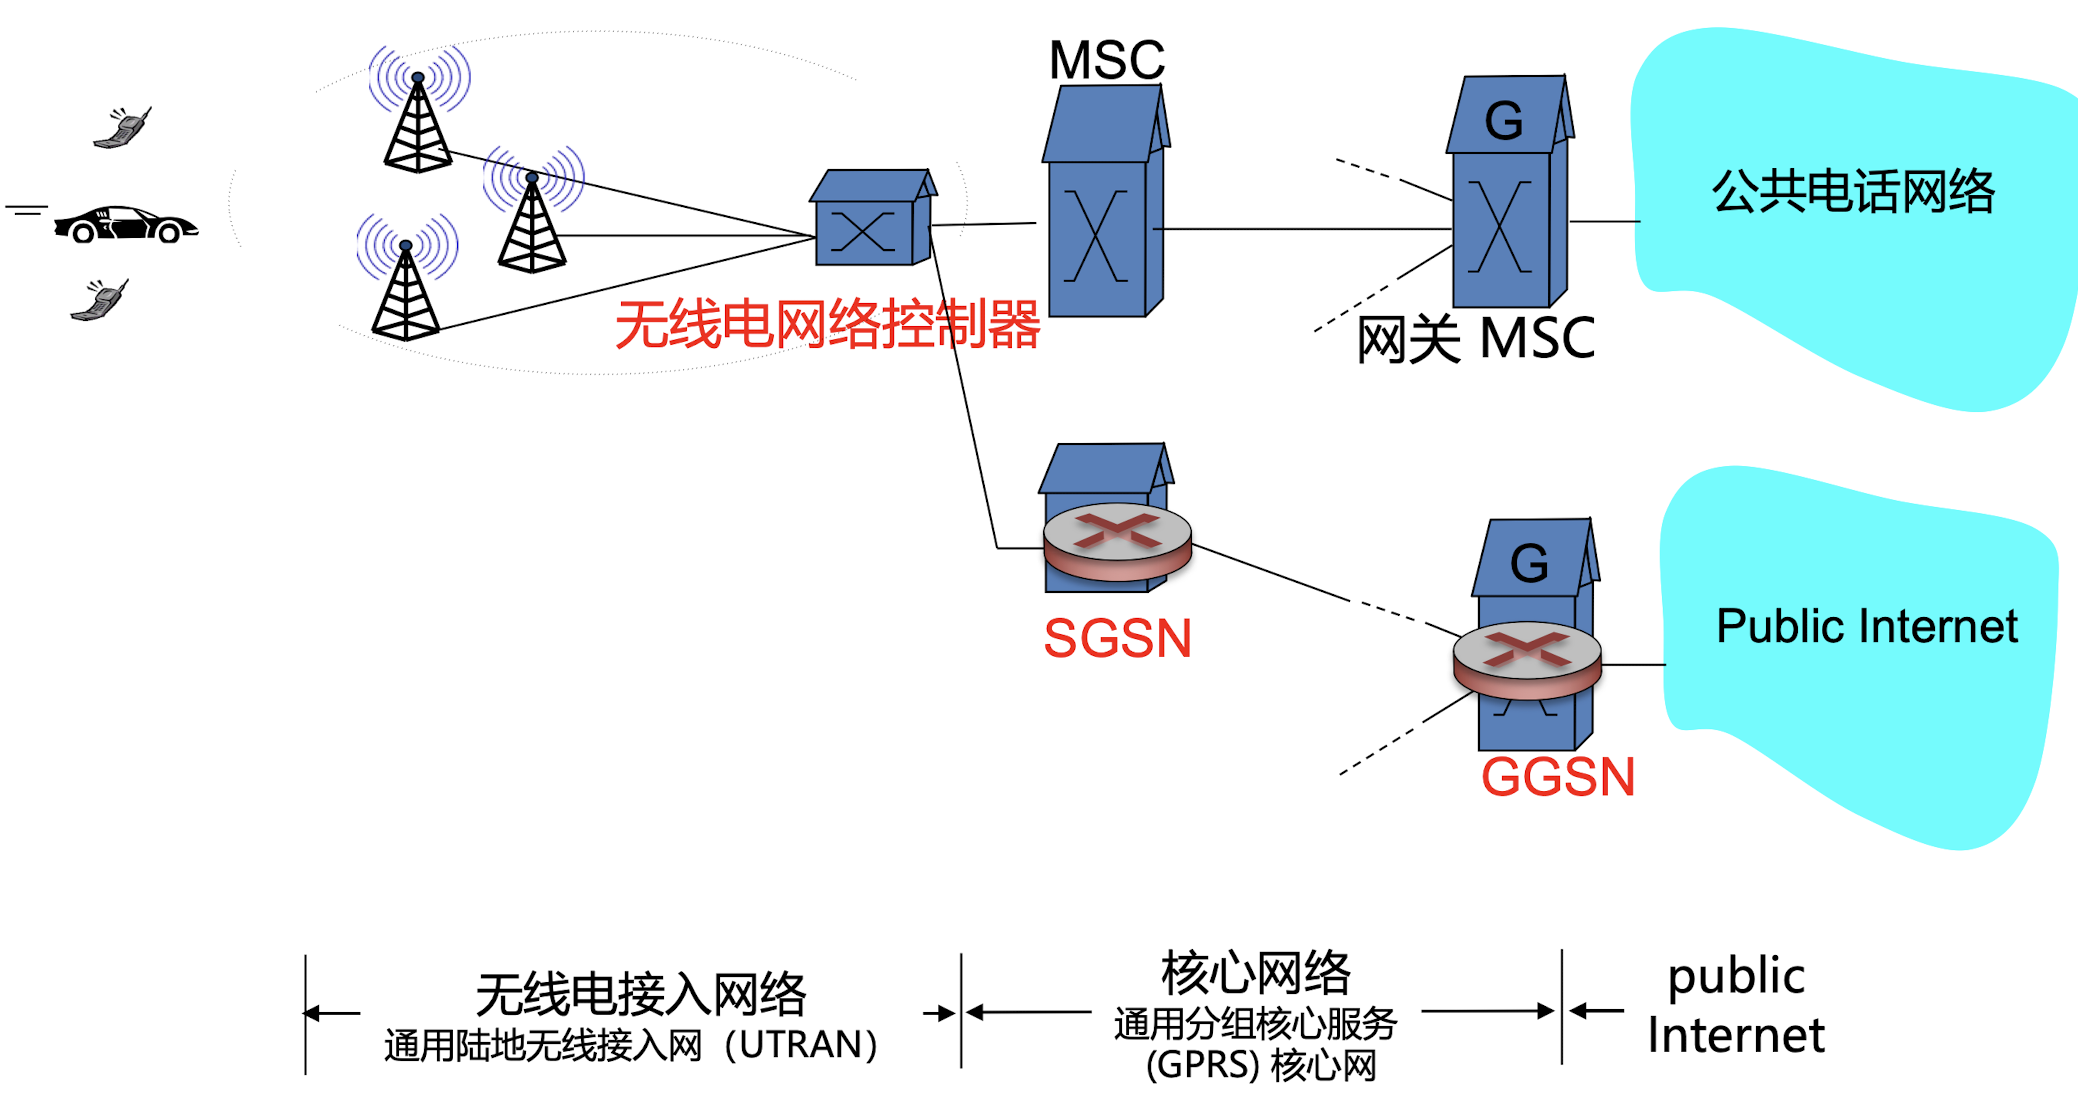 MSC
G
公共电话网络
无线电网络控制器
网关 MSC
G
Public Internet
SGSN
GGSN
无线电接入网络
通用陆地无线接入网（UTRAN）
核心网络
通用分组核心服务
(GPRS) 核心网
public
Internet